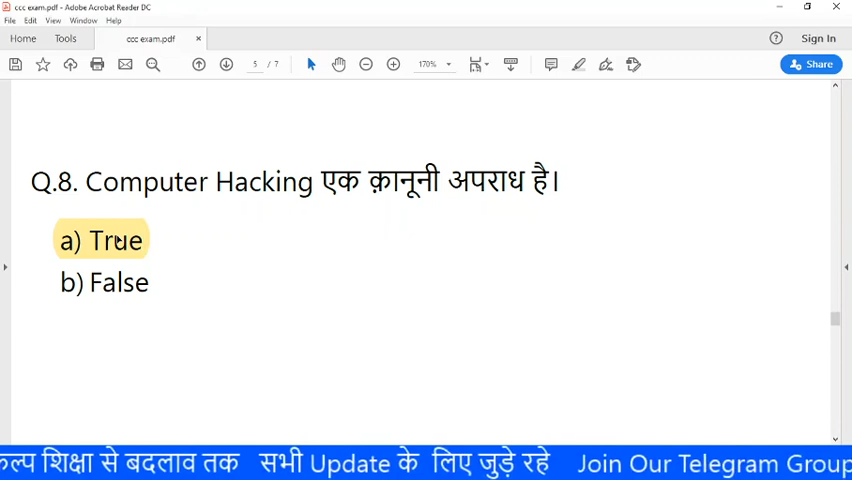 ccc exam.pdf - Adobe Acrobat Reader DC
File Edit View Window Help
Home Tools ccc exam.pdf × Sign In
5 / 7 170% Share
Q.8. Computer Hacking एक क़ानूनी अपराध है।
a) True
b) False
शिक्षा से बदलाव तक सभी Update के लिए जुड़े रहे Join Our Telegram Group